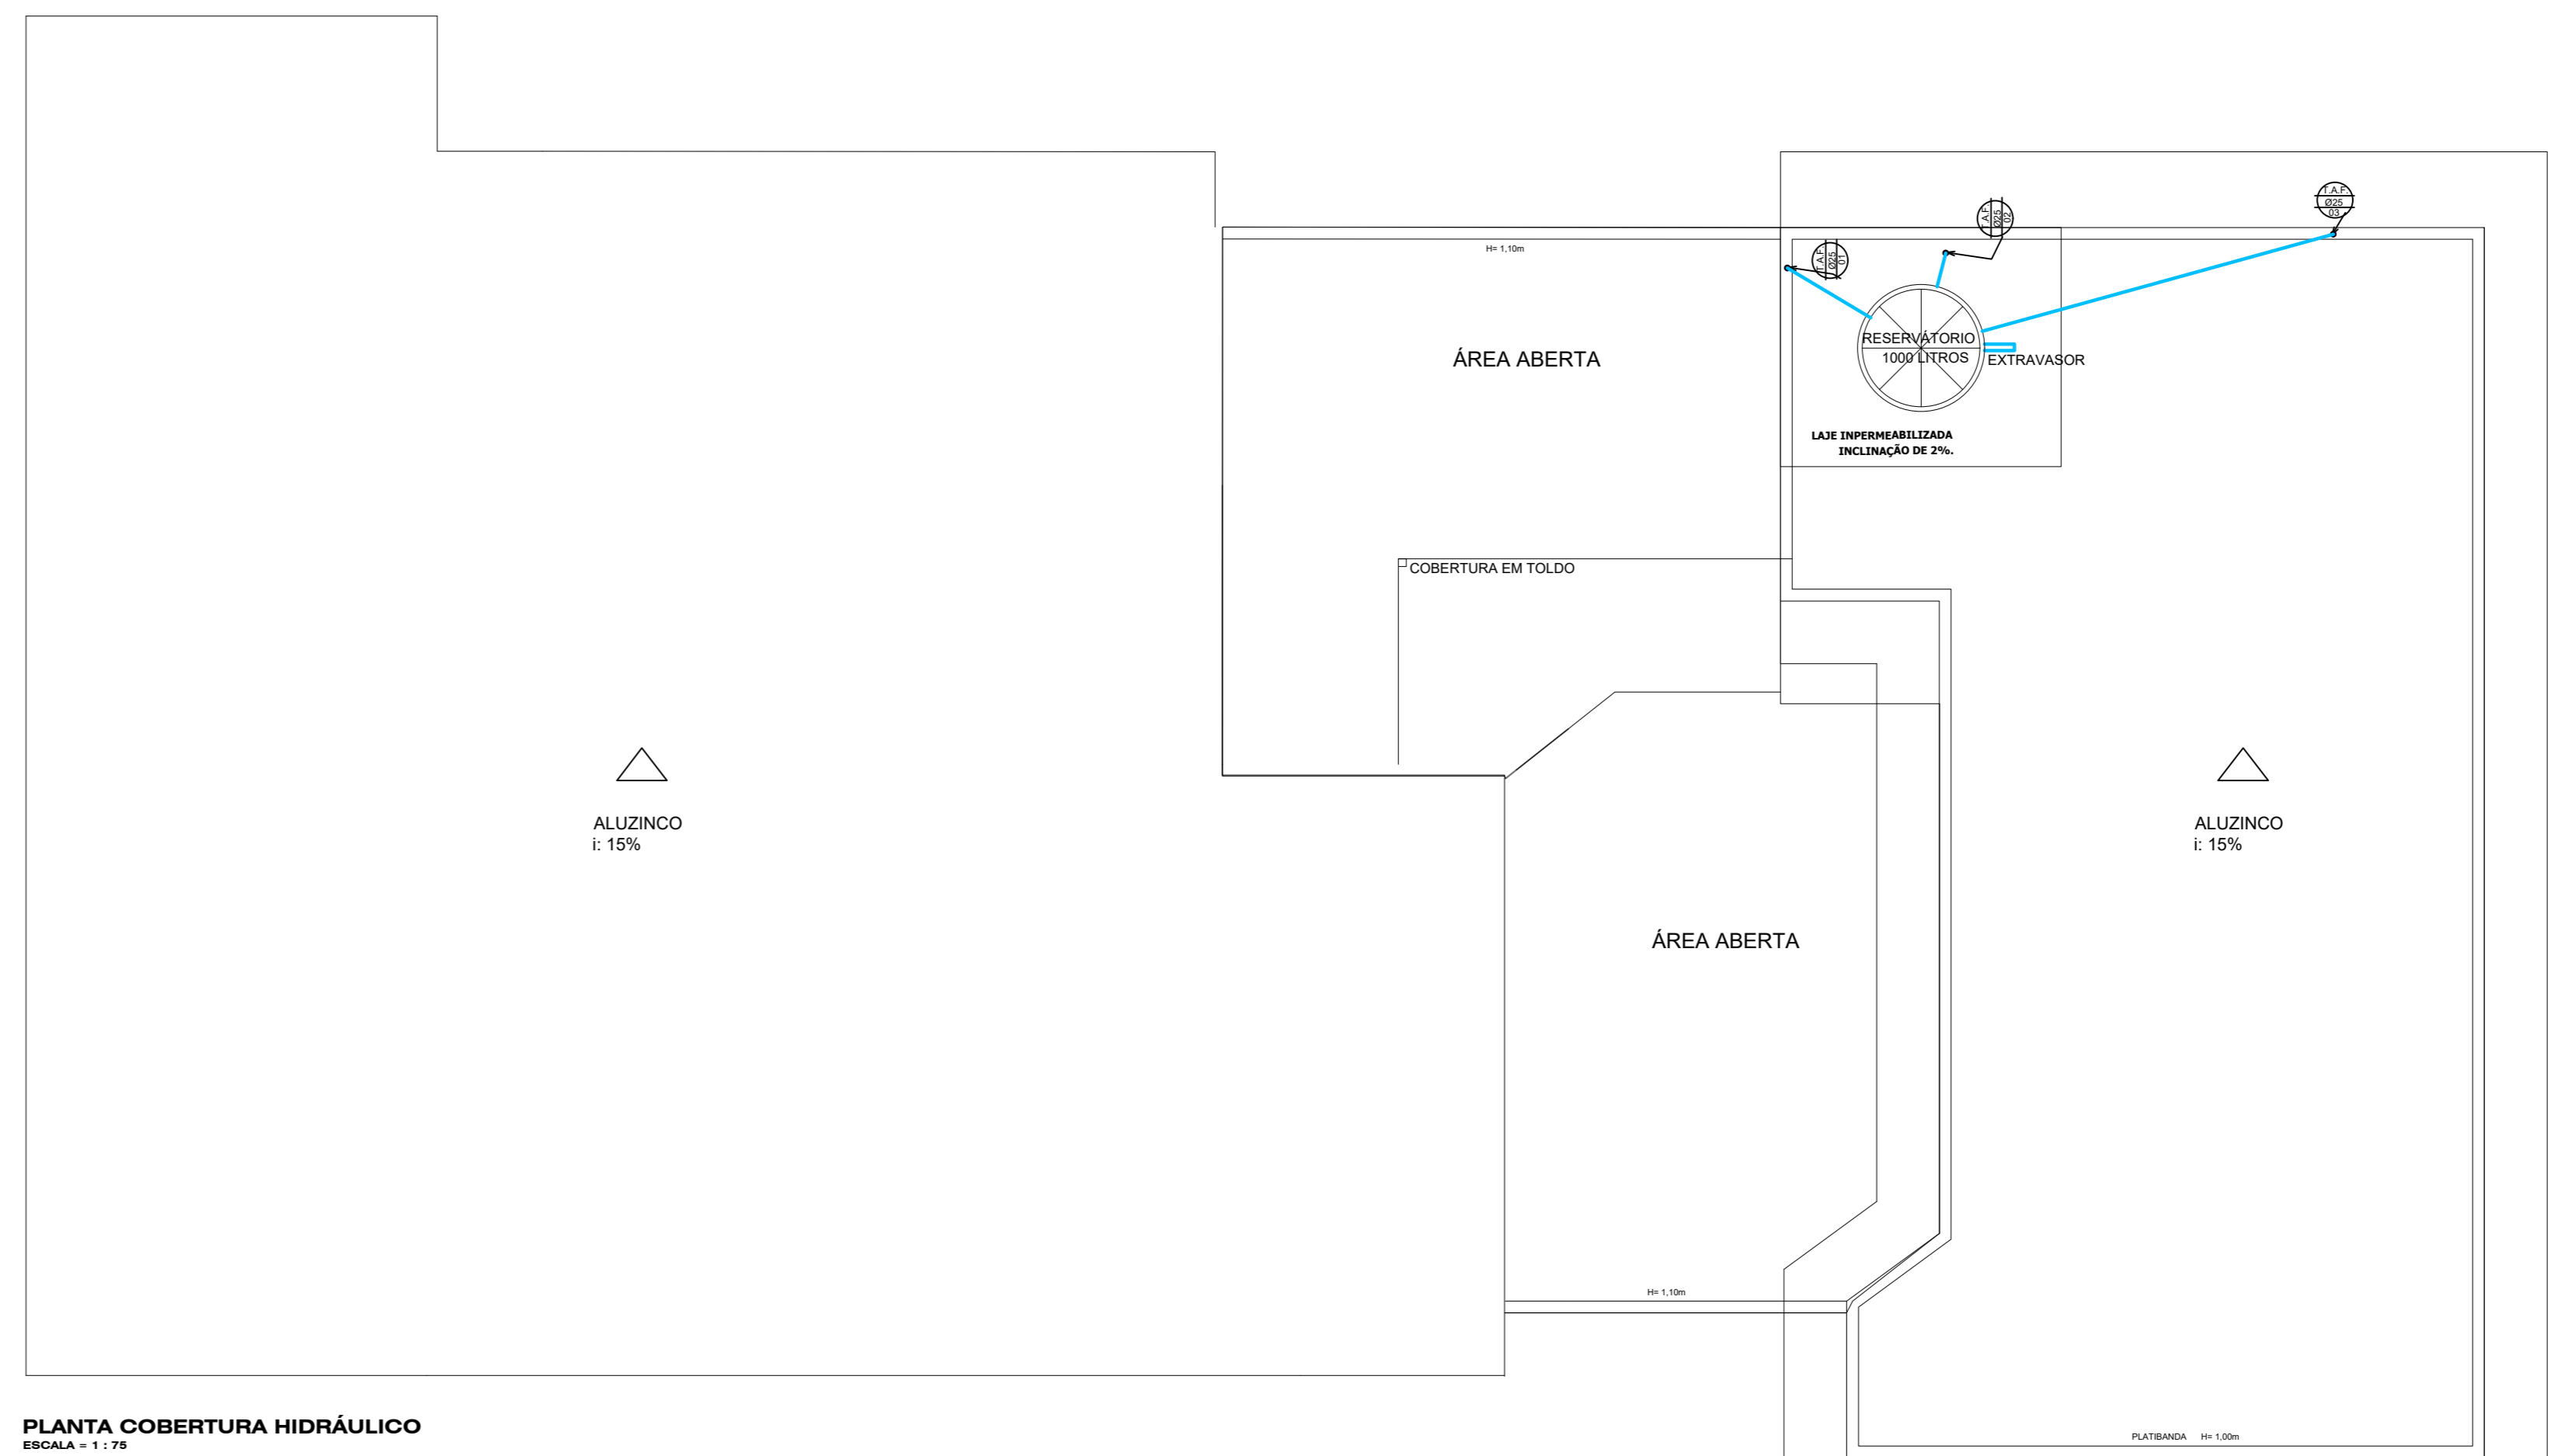 T.A.F.
Ø25
03
T.A.F.
Ø25
02
H= 1,10m
T.A.F.
Ø25
01
ÁREA ABERTA
RESERVÁTORIO
1000 LITROS
EXTRAVASOR
LAJE INPERMEABILIZADA
INCLINAÇÃO DE 2%.
COBERTURA EM TOLDO
ALUZINCO
i: 15%
ALUZINCO
i: 15%
ÁREA ABERTA
H= 1,10m
PLANTA COBERTURA HIDRÁULICO
ESCALA = 1 : 75
PLATIBANDA H= 1,00m